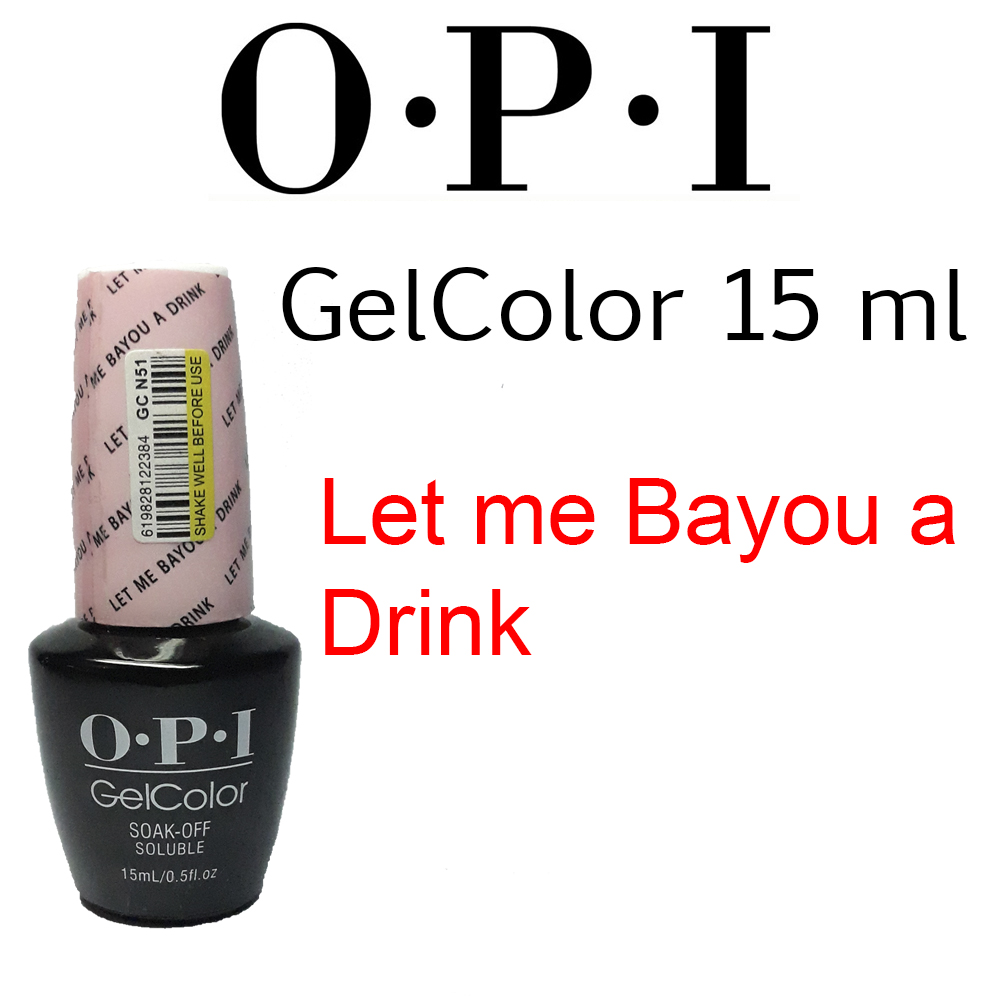 O·P·I
GelColor 15 ml
Let me Bayou a
Drink
LET ME BAYOU A DRINK
GC N51
619828122384
SHAKE WELL BEFORE USE
LET ME BAYOU
DRINK
O·P·I
GelColor
SOAK-OFF
SOLUBLE
15mL/0.5fl.oz